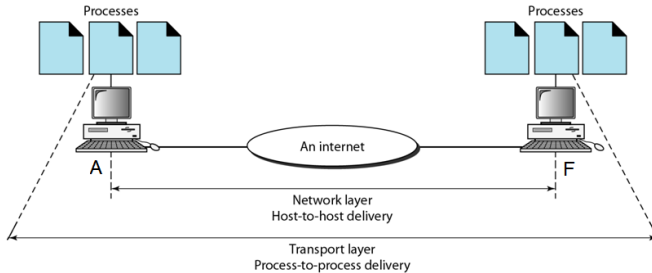 Processes
Processes
An internet
A
F
Network layer
Host-to-host delivery
Transport layer
Process-to-process delivery